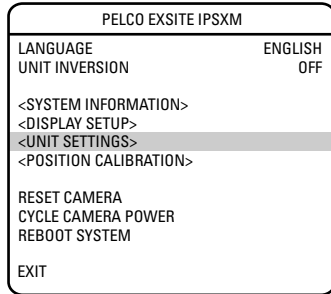 PELCO EXSITE IPSXM
LANGUAGE ENGLISH
UNIT INVERSION OFF
<SYSTEM INFORMATION>
<DISPLAY SETUP>
<UNIT SETTINGS>
<POSITION CALIBRATION>
RESET CAMERA
CYCLE CAMERA POWER
REBOOT SYSTEM
EXIT